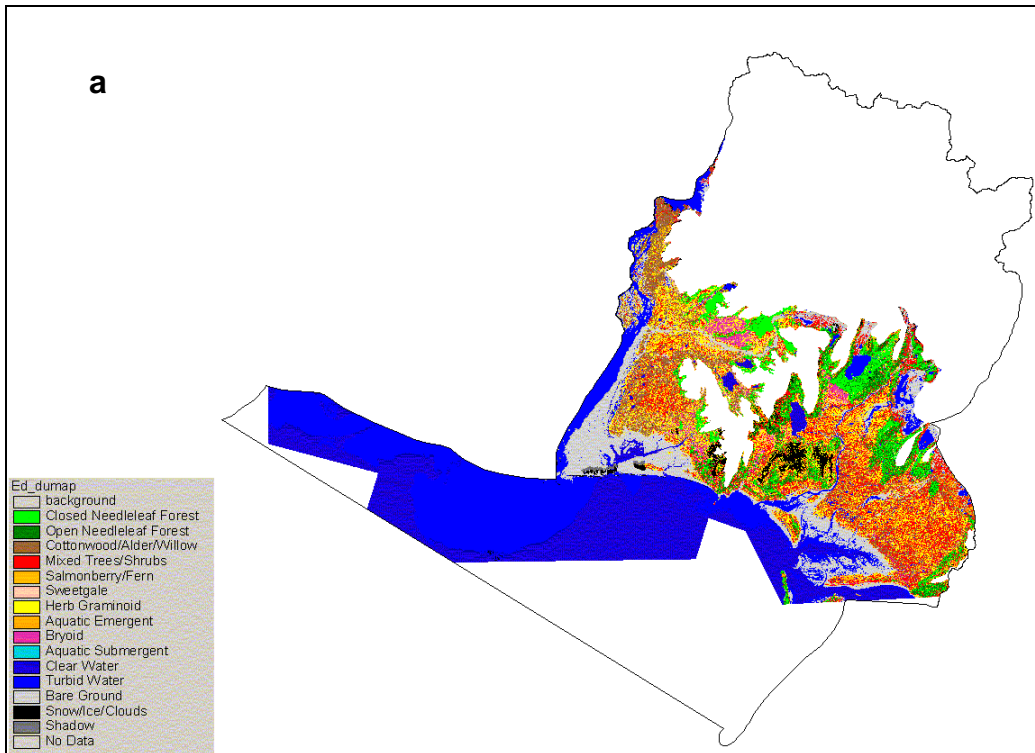 a
Ed_dumap
background
Closed Needleleaf Forest
Open Needleleaf Forest
Cottonwood/Alder/Willow
Mixed Trees/Shrubs
Salmonberry/Fern
Sweetgale
Herb Graminoid
Aquatic Emergent
Bryoid
Aquatic Submergent
Clear Water
Turbid Water
Bare Ground
Snow/Ice/Clouds
Shadow
No Data